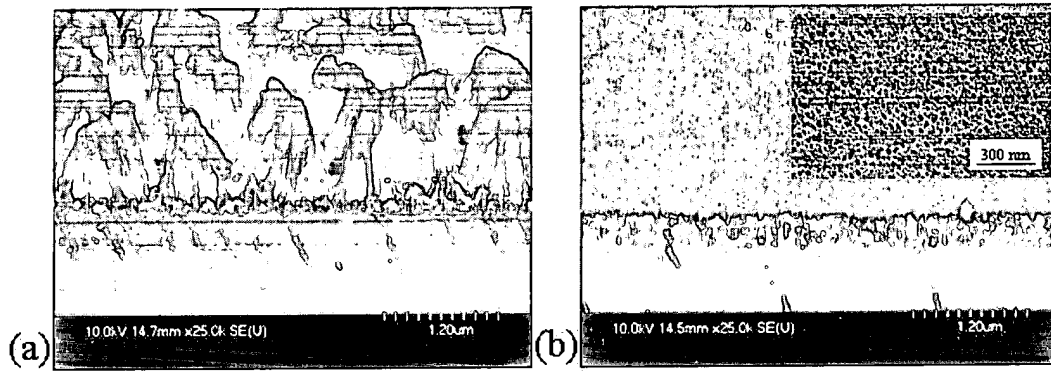 300 nm
10.0kV 14.7mm x25.0k SE(U)
1.20um
(a)
10.0kV 14.5mm x25.0k SE(U)
1.20um
(b)